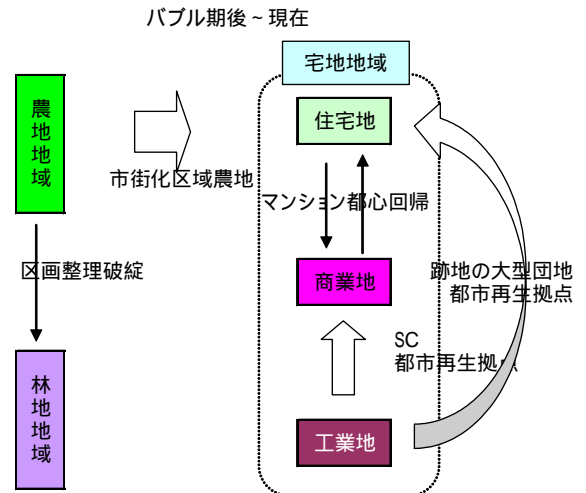 バブル期後～現在
宅地地域
農地地域
住宅地
市街化区域農地
マンション都心回帰
区画整理破綻
商業地
跡地の大型団地
都市再生拠点
SC
都市再生拠点
林地地域
工業地